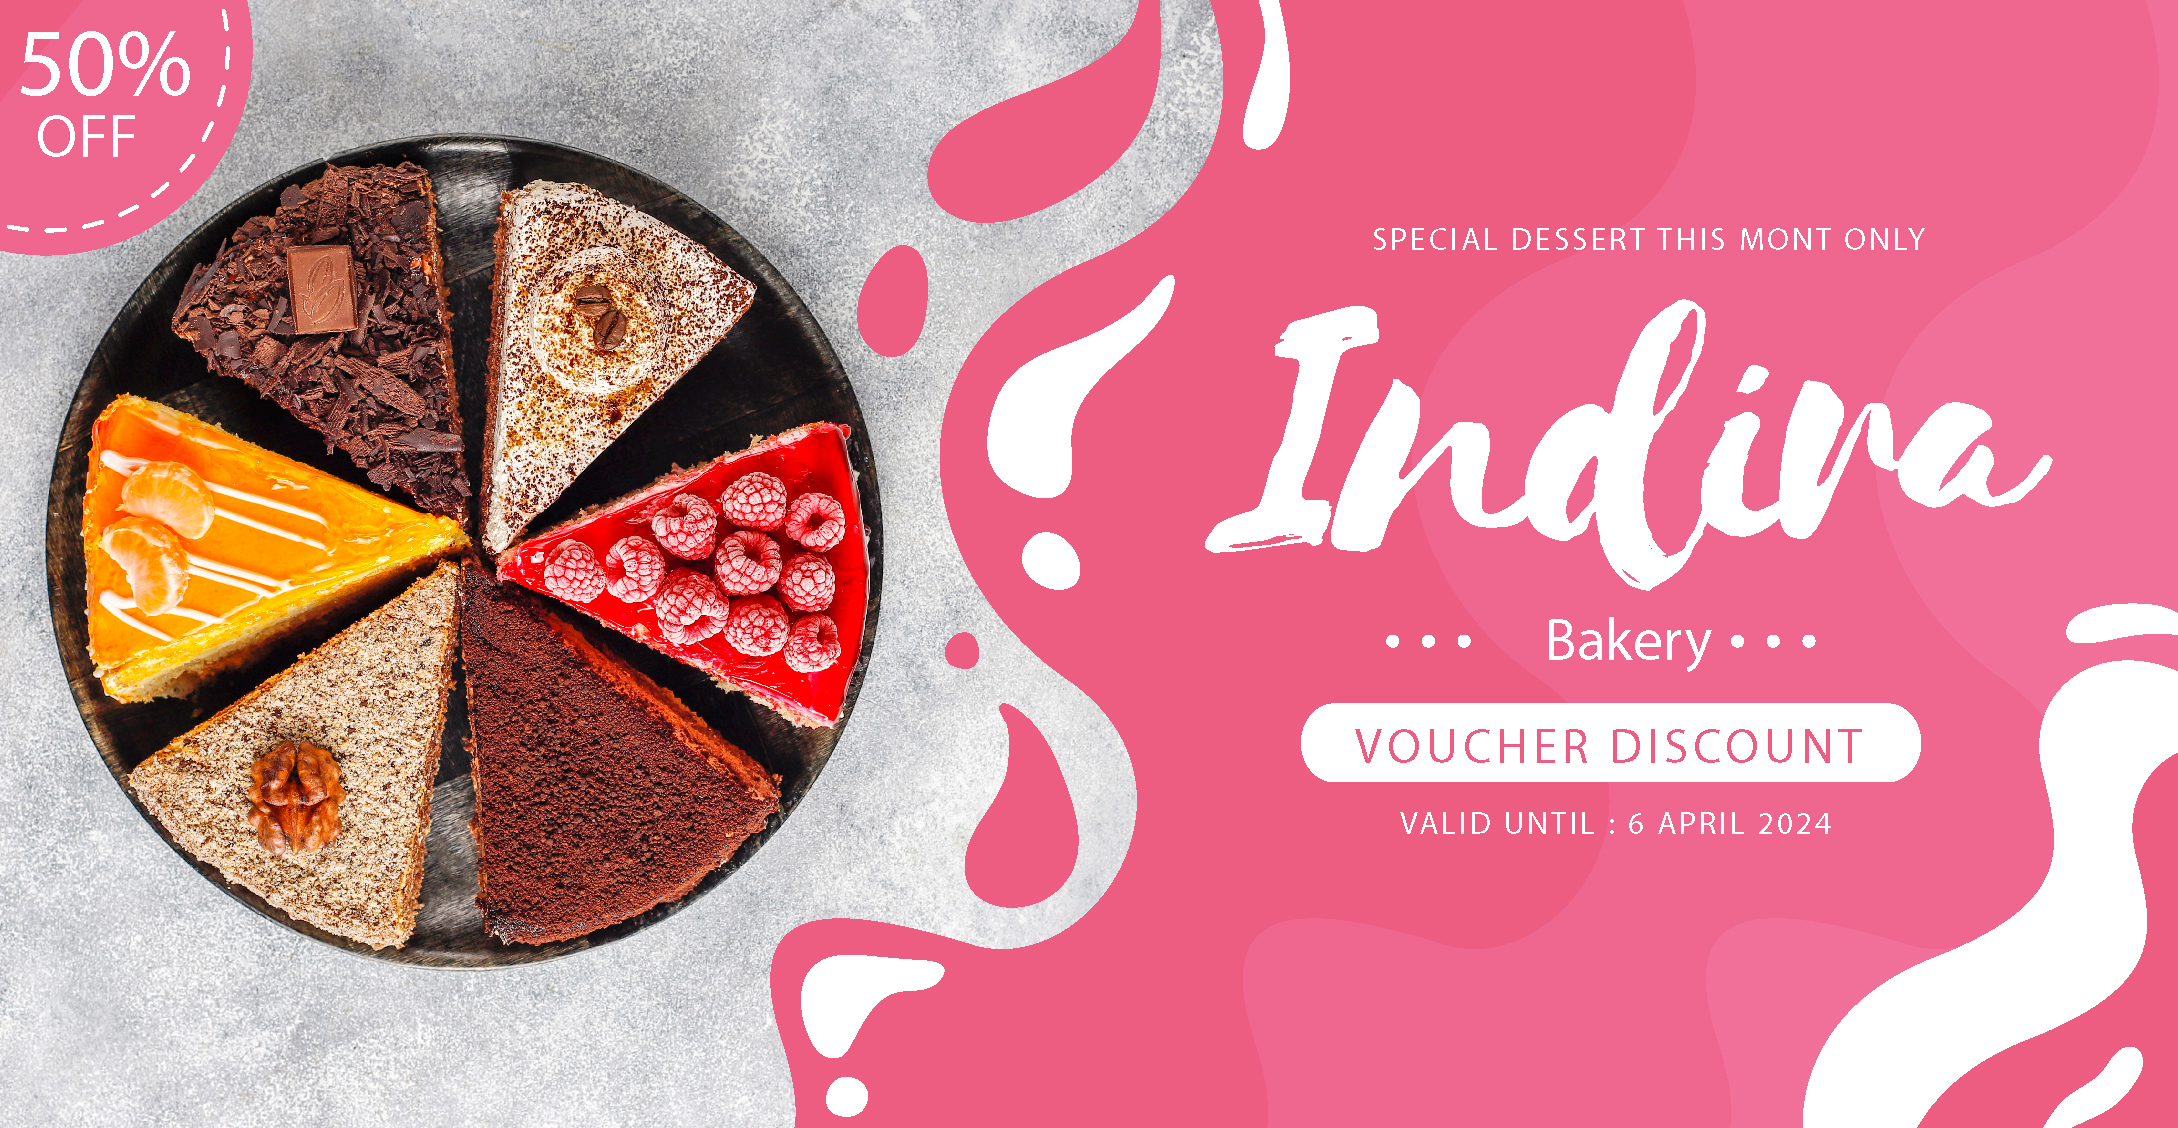 50%
OFF
SPECIAL DESSERT THIS MONT ONLY
Indira
••• Bakery •••
VOUCHER DISCOUNT
VALID UNTIL : 6 APRIL 2024